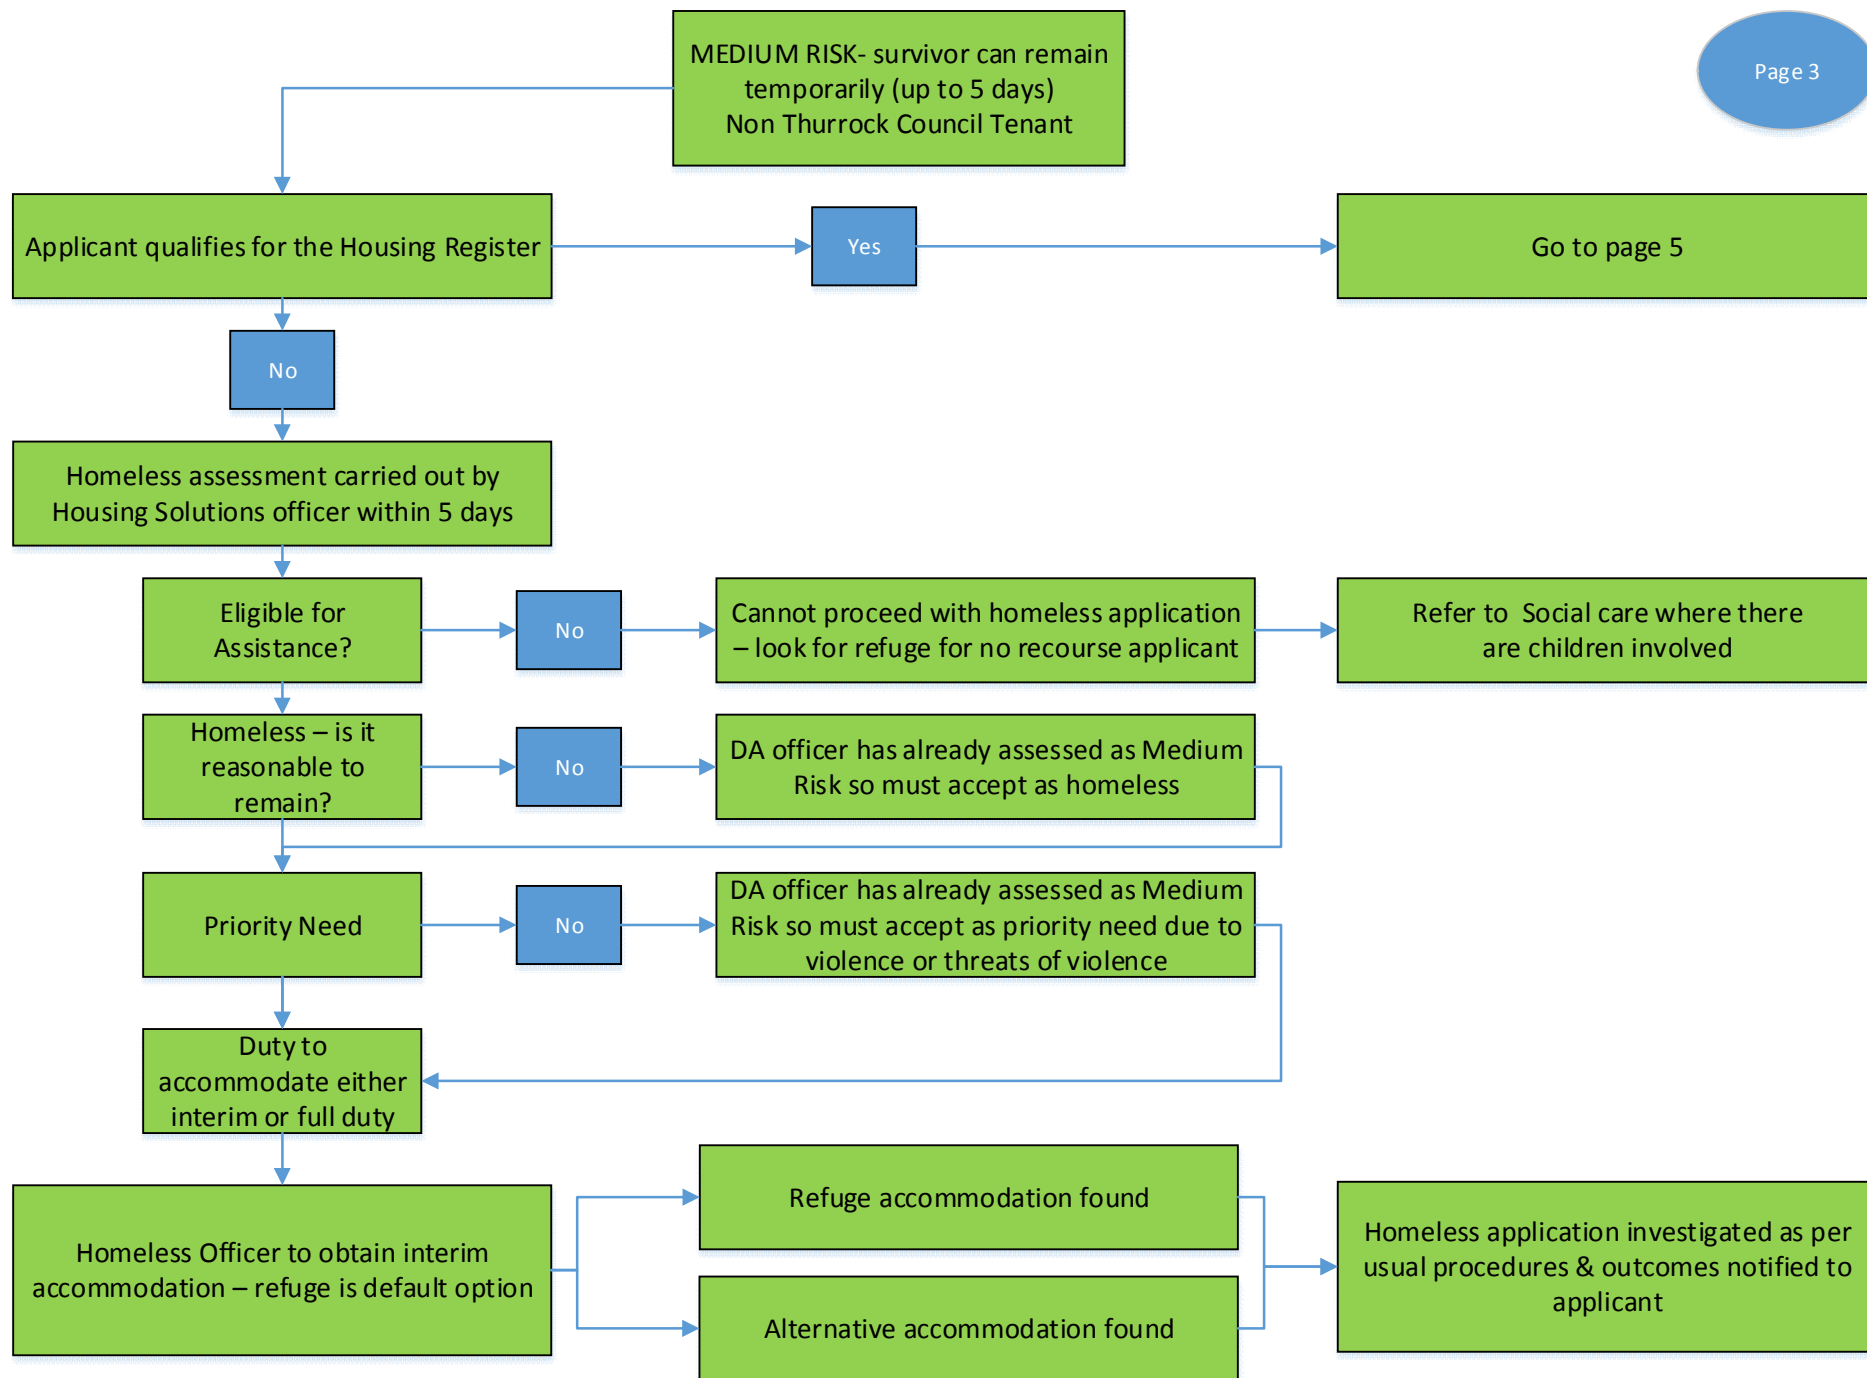 MEDIUM RISK- survivor can remain
temporarily (up to 5 days)
Non Thurrock Council Tenant
Page 3
Applicant qualifies for the Housing Register
Yes
Go to page 5
No
Homeless assessment carried out by
Housing Solutions officer within 5 days
Eligible for
Assistance?
No
Cannot proceed with homeless application
– look for refuge for no recourse applicant
Refer to Social care where there
are children involved
Homeless – is it
reasonable to
remain?
No
DA officer has already assessed as Medium
Risk so must accept as homeless
Priority Need
No
DA officer has already assessed as Medium
Risk so must accept as priority need due to
violence or threats of violence
Duty to
accommodate either
interim or full duty
Homeless Officer to obtain interim
accommodation – refuge is default option
Refuge accommodation found
Alternative accommodation found
Homeless application investigated as per
usual procedures & outcomes notified to
applicant